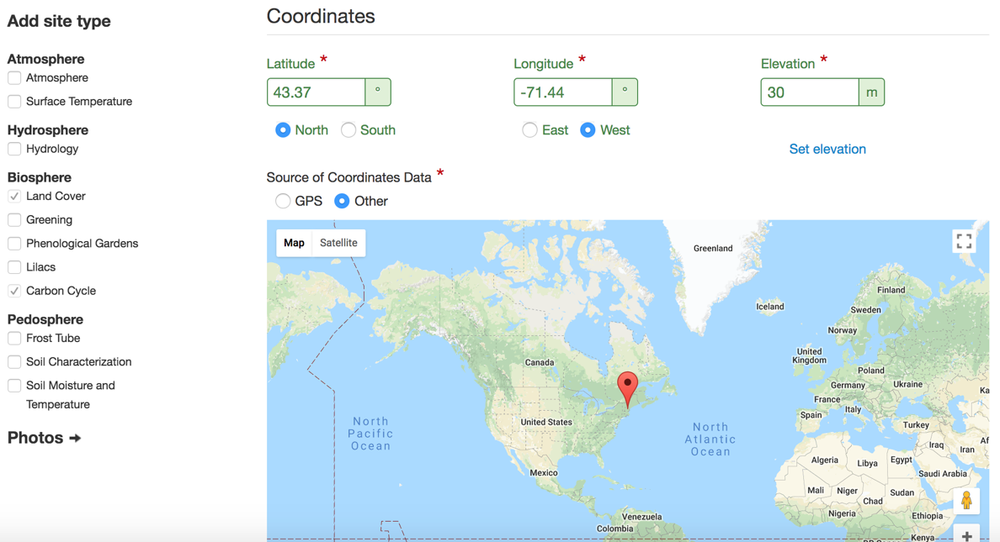 Add site type
Atmosphere
Atmosphere
Surface Temperature
Hydrosphere
Hydrology
Biosphere
Land Cover
Greening
Phenological Gardens
Lilacs
Carbon Cycle
Pedosphere
Frost Tube
Soil Characterization
Soil Moisture and
Temperature
Photos →
Coordinates
Latitude * Longitude * Elevation *
43.37 ° -71.44 ° 30 m
North South East West
Set elevation
Source of Coordinates Data *
GPS Other
Map Satellite
Greenland
Iceland
Finland
Sweden
Norway
United
Kingdom
Poland
Germany
Ukraine
France
Ka
Italy
Spain
Turkey
Canada
United States
North
Pacific
Ocean
North
Atlantic
Ocean
Iraq
Af
Iran
Algeria
Libya
Egypt
Saudi Arabia
Mexico
Mali
Niger
Sudan
Chad
Nigeria
Ethiopia
Venezuela
Colombia
Kenya
+